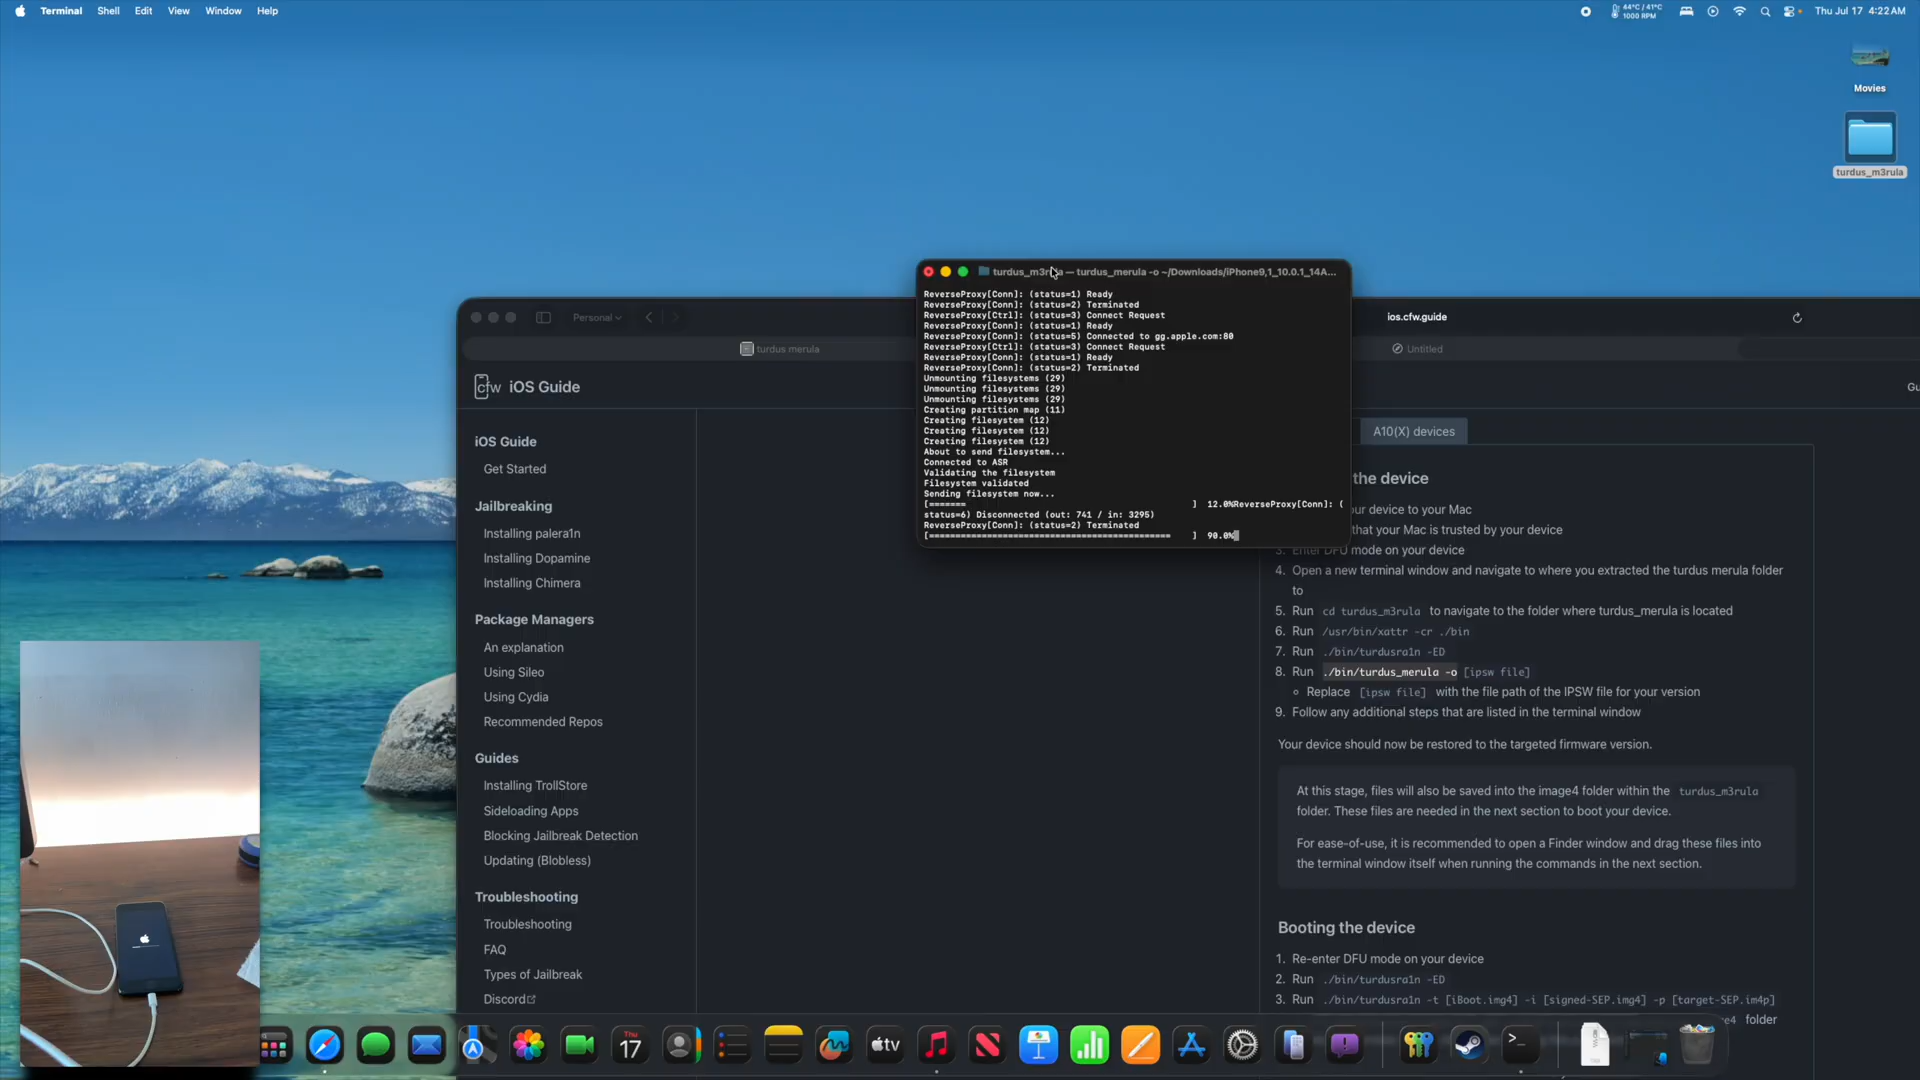 Terminal Shell Edit View Window Help
44°C / 41°C
1000 RPM
Thu Jul 17 4:22 AM
Movies
turdus_m3rula
turdus_m3rula — turdus_merula -o ~/Downloads/iPhone9,1_10.0.1_14A...
ReverseProxy[Conn]: (status=1) Ready
ReverseProxy[Conn]: (status=2) Terminated
ReverseProxy[Ctrl]: (status=3) Connect Request
ReverseProxy[Conn]: (status=1) Ready
ReverseProxy[Conn]: (status=5) Connected to gg.apple.com:80
ReverseProxy[Ctrl]: (status=3) Connect Request
ReverseProxy[Conn]: (status=1) Ready
ReverseProxy[Conn]: (status=2) Terminated
Unmounting filesystems (29)
Unmounting filesystems (29)
Unmounting filesystems (29)
Creating partition map (11)
Creating filesystem (12)
Creating filesystem (12)
Creating filesystem (12)
About to send filesystem...
Connected to ASR
Validating the filesystem
Filesystem validated
Sending filesystem now...
[======= ] 12.0%ReverseProxy[Conn]: (
status=6) Disconnected (out: 741 / in: 3295)
ReverseProxy[Conn]: (status=2) Terminated
[=============================================== ] 90.0%
Personal
ios.cfw.guide
turdus merula
Untitled
cfw iOS Guide
Gu
iOS Guide
Get Started
Jailbreaking
Installing palera1n
Installing Dopamine
Installing Chimera
Package Managers
An explanation
Using Sileo
Using Cydia
Recommended Repos
Guides
Installing TrollStore
Sideloading Apps
Blocking Jailbreak Detection
Updating (Blobless)
Troubleshooting
Troubleshooting
FAQ
Types of Jailbreak
Discord
A10(X) devices
the device
ur device to your Mac
that your Mac is trusted by your device
3. Enter DFU mode on your device
4. Open a new terminal window and navigate to where you extracted the turdus merula folder
to
5. Run cd turdus_m3rula to navigate to the folder where turdus_merula is located
6. Run /usr/bin/xattr -cr ./bin
7. Run ./bin/turdusra1n -ED
8. Run ./bin/turdus_merula -o [ipsw file]
Replace [ipsw file] with the file path of the IPSW file for your version
9. Follow any additional steps that are listed in the terminal window
Your device should now be restored to the targeted firmware version.
At this stage, files will also be saved into the image4 folder within the turdus_m3rula
folder. These files are needed in the next section to boot your device.
For ease-of-use, it is recommended to open a Finder window and drag these files into
the terminal window itself when running the commands in the next section.
Booting the device
1. Re-enter DFU mode on your device
2. Run ./bin/turdusra1n -ED
3. Run ./bin/turdusra1n -t [iBoot.img4] -i [signed-SEP.img4] -p [target-SEP.im4p]
e4 folder
THU
17
tv